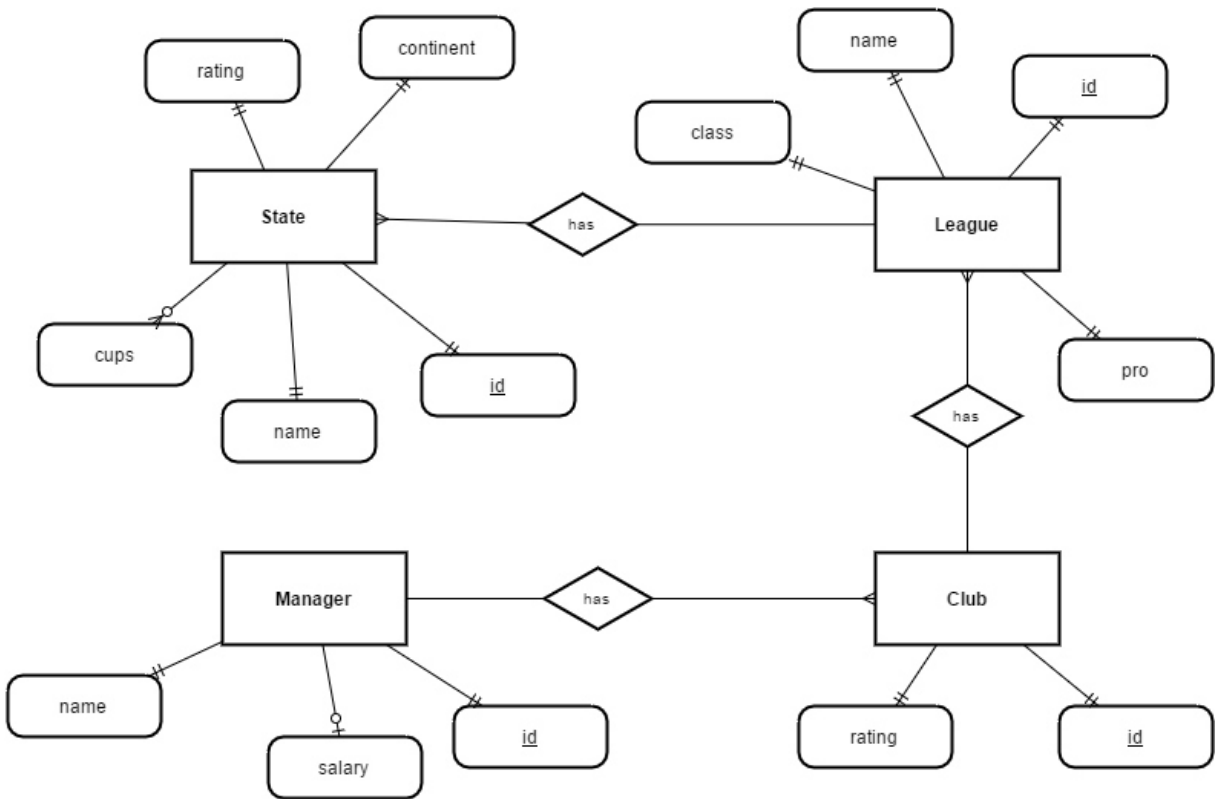 continent
name
rating
id
class
State
has
League
cups
id
pro
name
has
Manager
has
Club
name
salary
id
rating
id